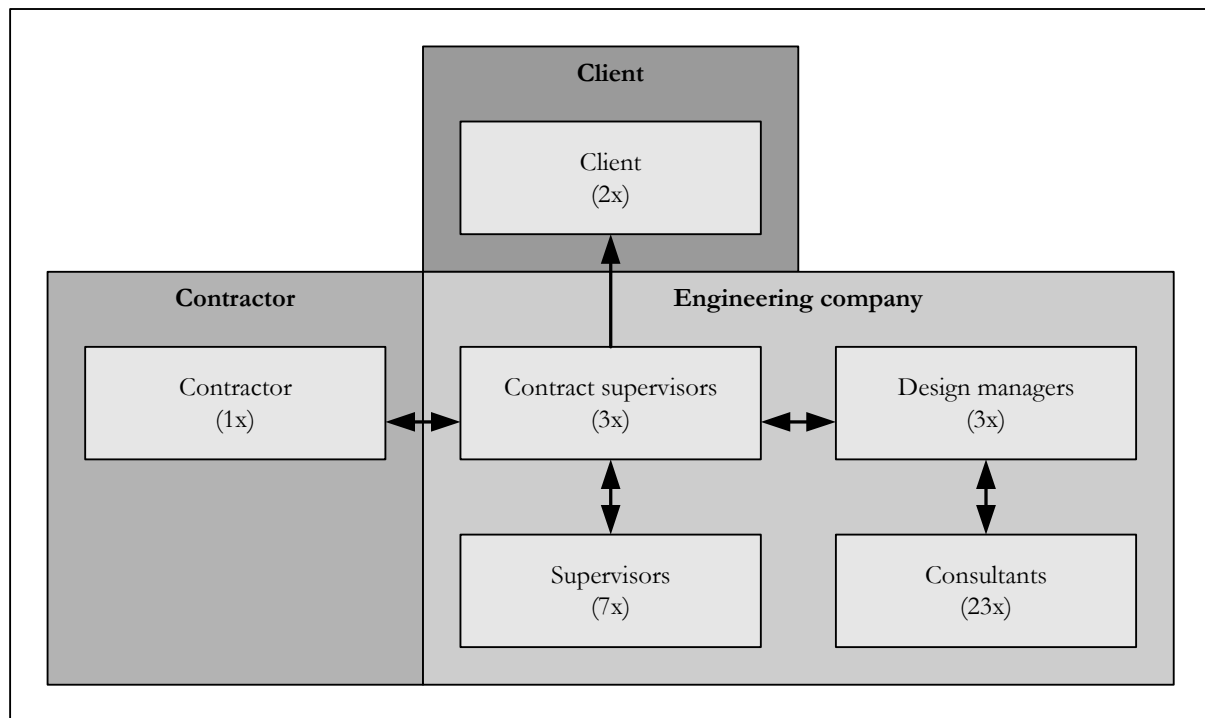 Client
Client
(2x)
Contractor
Engineering company
Contractor
(1x)
Contract supervisors
(3x)
Design managers
(3x)
Supervisors
(7x)
Consultants
(23x)